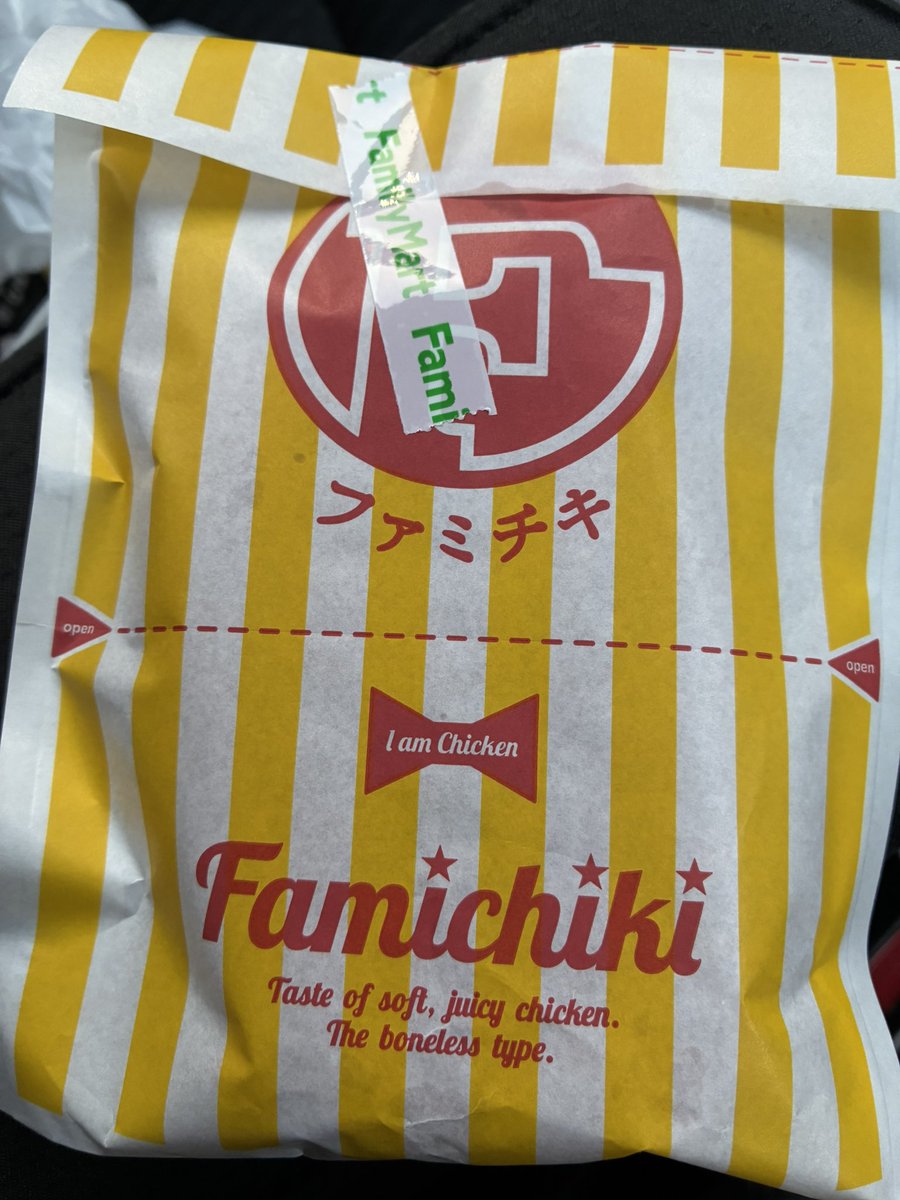 t FamilyMart Fami
F
ファミチキ
open
open
I am Chicken
Famichiki
Taste of soft, juicy chicken.
The boneless type.